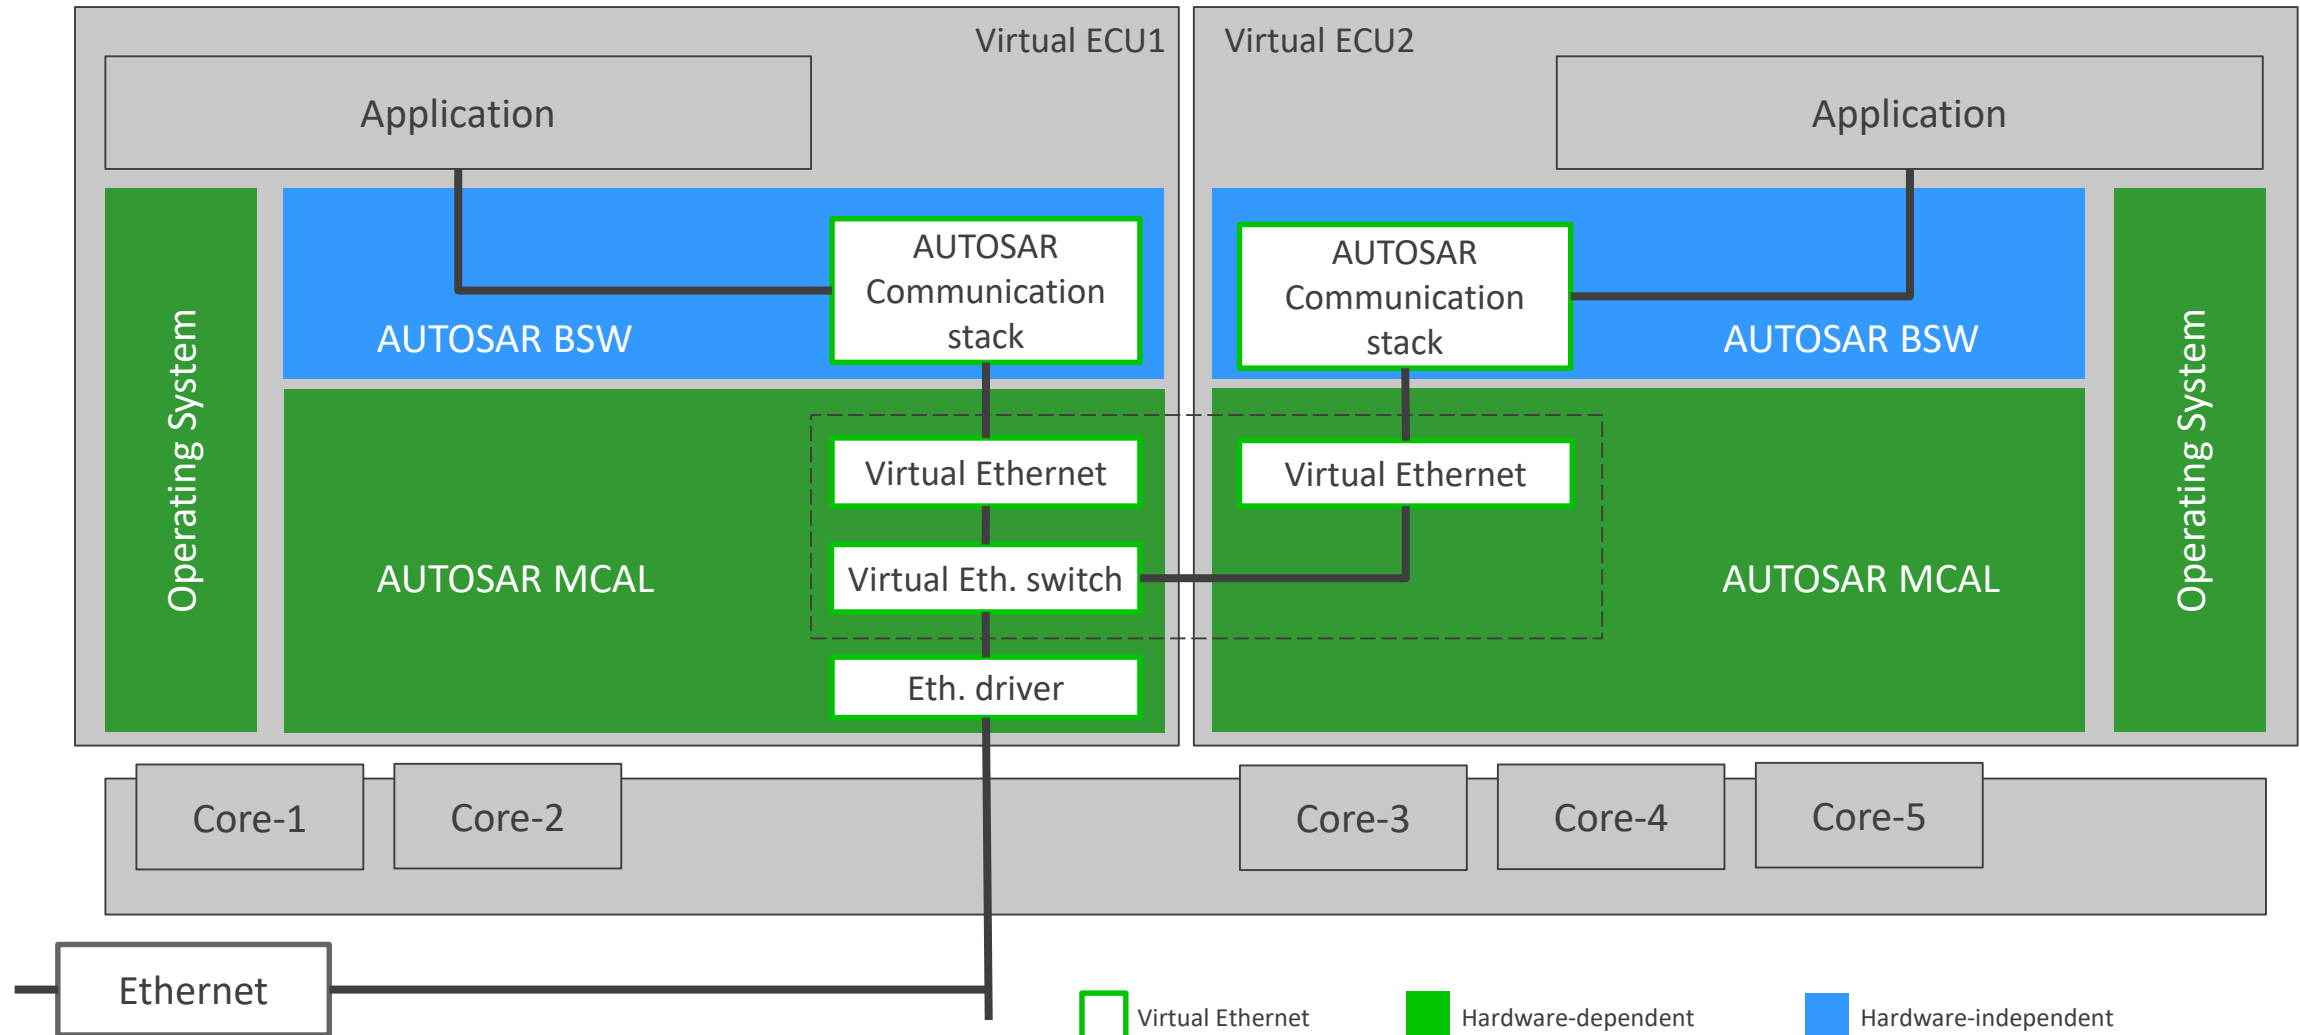 Virtual ECU1
Virtual ECU2
Application
Application
AUTOSAR
Communication
stack
AUTOSAR
Communication
stack
AUTOSAR BSW
AUTOSAR BSW
Operating System
Operating System
Virtual Ethernet
Virtual Ethernet
AUTOSAR MCAL
Virtual Eth. switch
AUTOSAR MCAL
Eth. driver
Core-1
Core-2
Core-3
Core-4
Core-5
Ethernet
Virtual Ethernet
Hardware-dependent
Hardware-independent